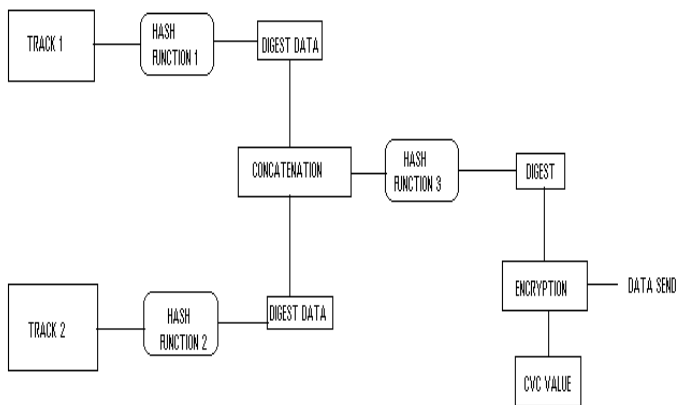 TRACK 1
HASH
FUNCTION 1
DIGEST DATA
CONCATENATION
HASH
FUNCTION 3
DIGEST
ENCRYPTION
DATA SEND
TRACK 2
HASH
FUNCTION 2
DIGEST DATA
CVC VALUE